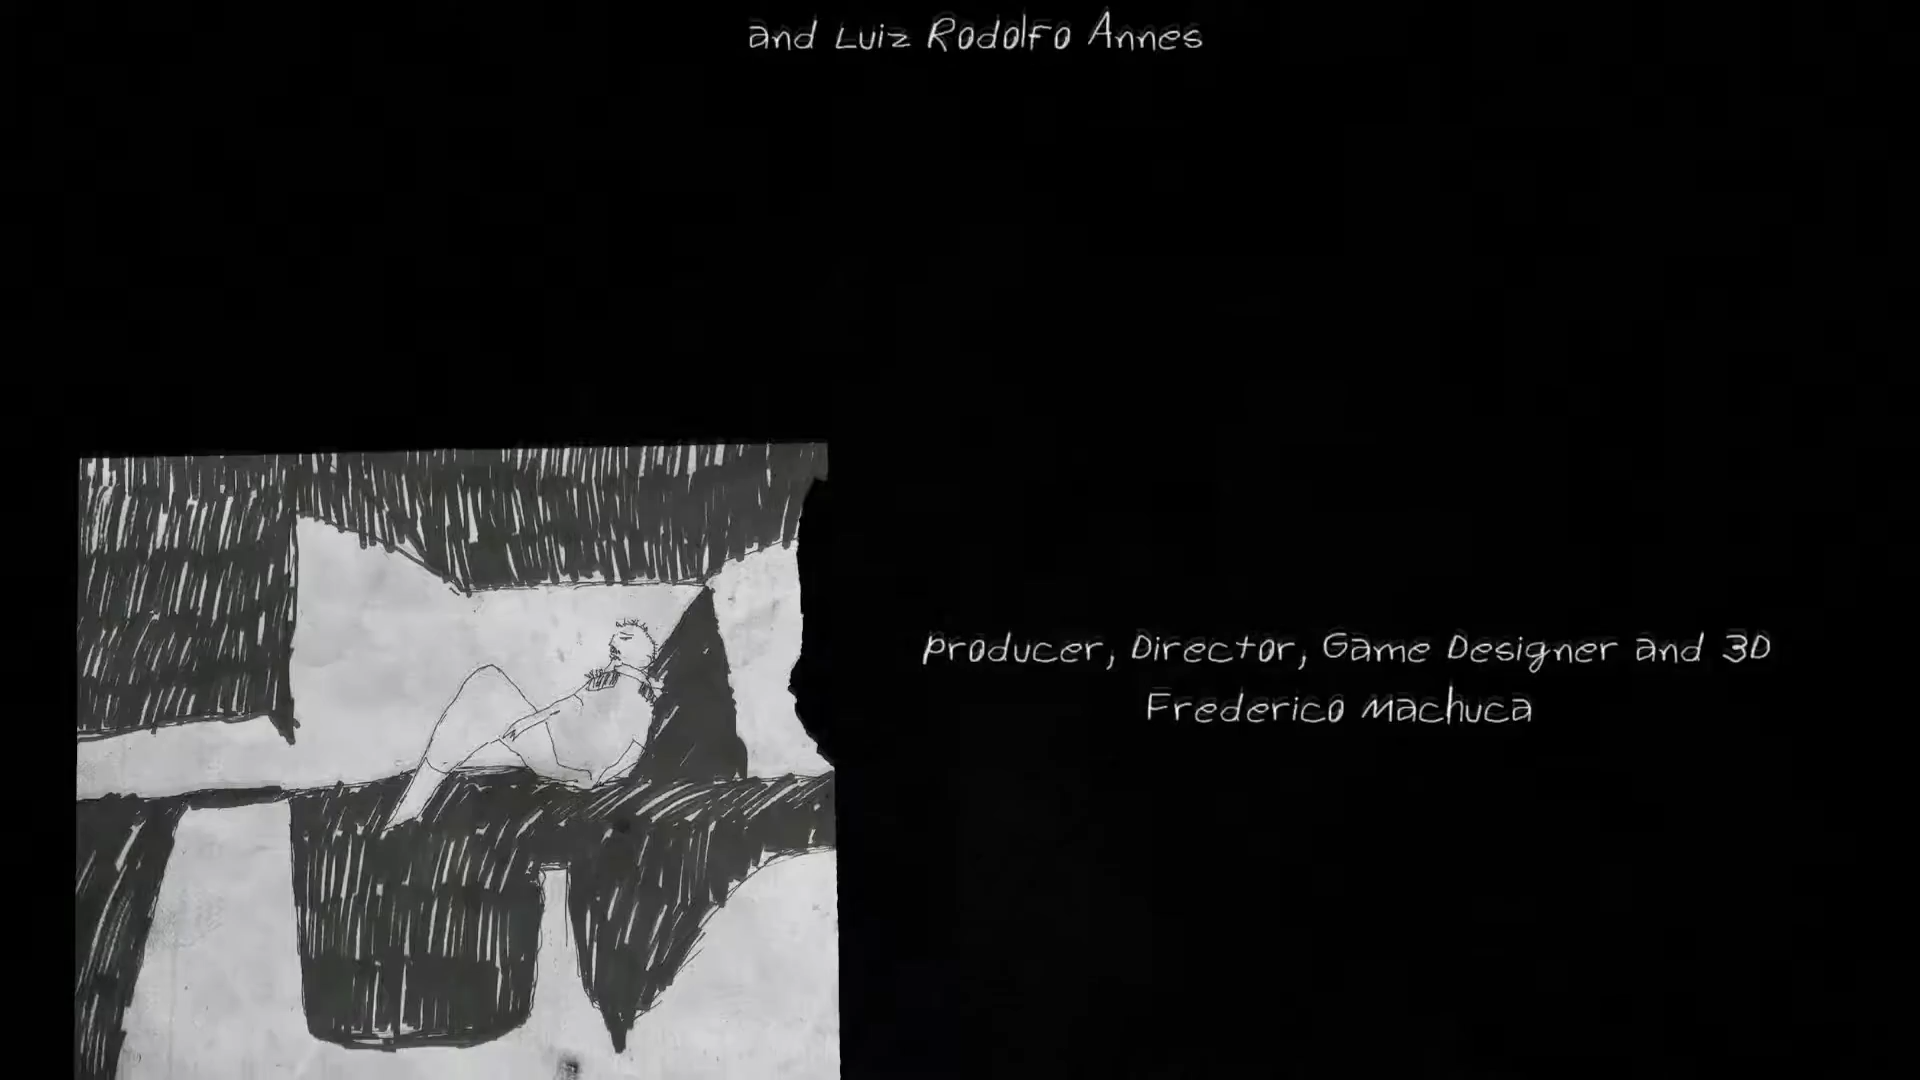 and Luiz Rodolfo Annes
Producer, Director, Game Designer and 3D
Frederico Machuca